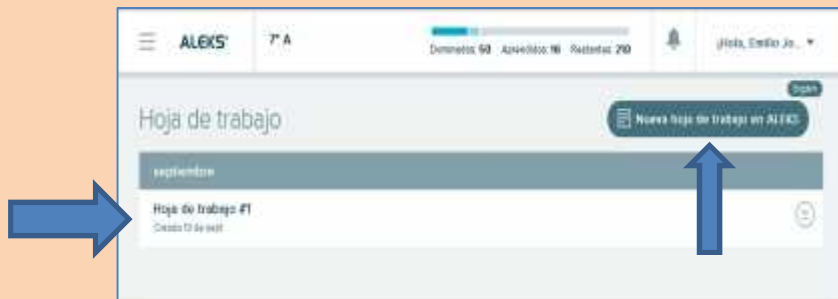 ALEKS®
7° A
Dominados: 50 Aprendidos: 16 Restantes: 210
¡Hola, Emilio Jo...
Hoja de trabajo
Nueva hoja de trabajo en ALEKS
septiembre
Hoja de trabajo #1
Creado 13 de sept